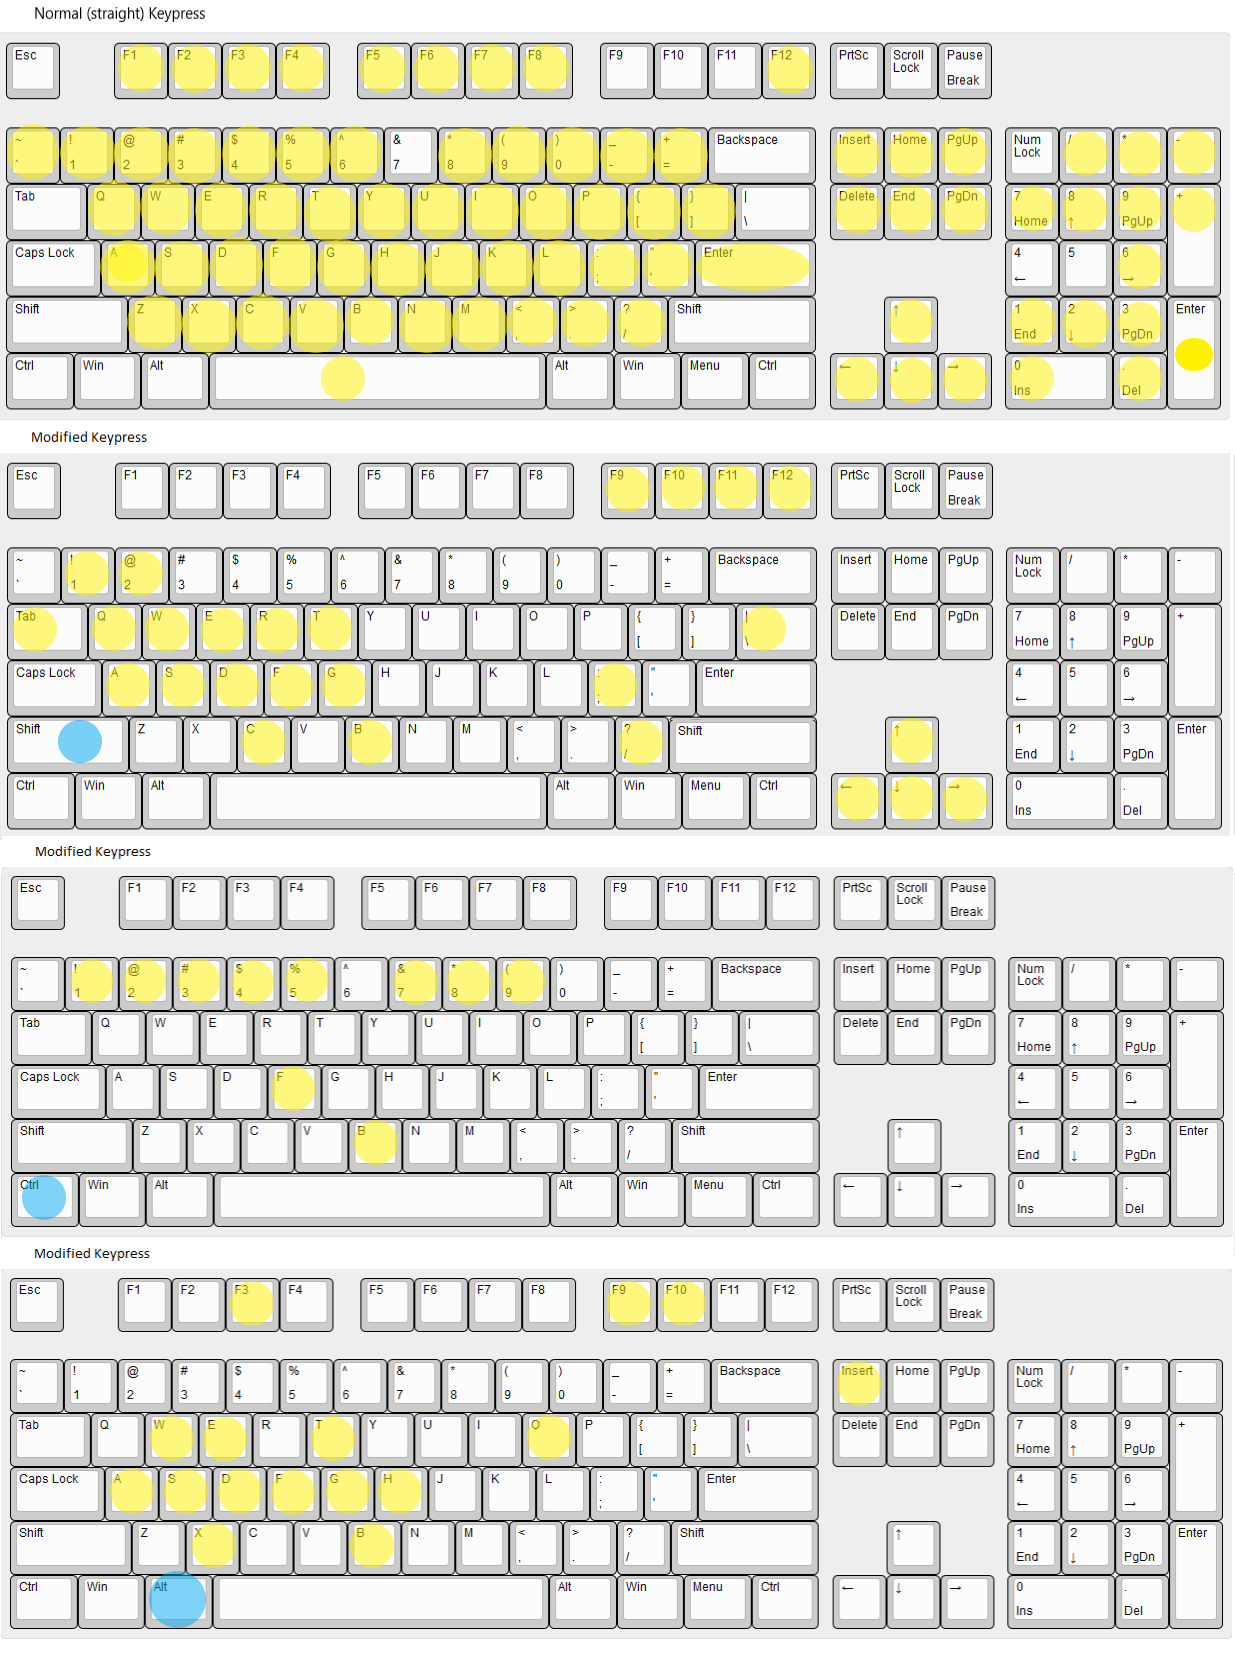 Normal (straight) Keypress
Esc F1 F2 F3 F4 F5 F6 F7 F8 F9 F10 F11 F12 PrtSc Scroll Lock Pause Break
~ ` ! 1 @ 2 # 3 $ 4 % 5 ^ 6 & 7 * 8 ( 9 ) 0 _ - + = Backspace Insert Home PgUp Num Lock / * -
Tab Q W E R T Y U I O P { [ } ] | \ Delete End PgDn 7 Home 8 ↑ 9 PgUp +
Caps Lock A S D F G H J K L : ; " ' Enter 4 ← 5 6 →
Shift Z X C V B N M < , > . ? / Shift ↑ 1 End 2 ↓ 3 PgDn Enter
Ctrl Win Alt Alt Win Menu Ctrl ← ↓ → 0 Ins . Del
Modified Keypress
Esc F1 F2 F3 F4 F5 F6 F7 F8 F9 F10 F11 F12 PrtSc Scroll Lock Pause Break
~ ` ! 1 @ 2 # 3 $ 4 % 5 ^ 6 & 7 * 8 ( 9 ) 0 _ - + = Backspace Insert Home PgUp Num Lock / * -
Tab Q W E R T Y U I O P { [ } ] | \ Delete End PgDn 7 Home 8 ↑ 9 PgUp +
Caps Lock A S D F G H J K L : ; " ' Enter 4 ← 5 6 →
Shift Z X C V B N M < , > . ? / Shift ↑ 1 End 2 ↓ 3 PgDn Enter
Ctrl Win Alt Alt Win Menu Ctrl ← ↓ → 0 Ins . Del
Modified Keypress
Esc F1 F2 F3 F4 F5 F6 F7 F8 F9 F10 F11 F12 PrtSc Scroll Lock Pause Break
~ ` ! 1 @ 2 # 3 $ 4 % 5 ^ 6 & 7 * 8 ( 9 ) 0 _ - + = Backspace Insert Home PgUp Num Lock / * -
Tab Q W E R T Y U I O P { [ } ] | \ Delete End PgDn 7 Home 8 ↑ 9 PgUp +
Caps Lock A S D F G H J K L : ; " ' Enter 4 ← 5 6 →
Shift Z X C V B N M < , > . ? / Shift ↑ 1 End 2 ↓ 3 PgDn Enter
Ctrl Win Alt Alt Win Menu Ctrl ← ↓ → 0 Ins . Del
Modified Keypress
Esc F1 F2 F3 F4 F5 F6 F7 F8 F9 F10 F11 F12 PrtSc Scroll Lock Pause Break
~ ` ! 1 @ 2 # 3 $ 4 % 5 ^ 6 & 7 * 8 ( 9 ) 0 _ - + = Backspace Insert Home PgUp Num Lock / * -
Tab Q W E R T Y U I O P { [ } ] | \ Delete End PgDn 7 Home 8 ↑ 9 PgUp +
Caps Lock A S D F G H J K L : ; " ' Enter 4 ← 5 6 →
Shift Z X C V B N M < , > . ? / Shift ↑ 1 End 2 ↓ 3 PgDn Enter
Ctrl Win Alt Alt Win Menu Ctrl ← ↓ → 0 Ins . Del